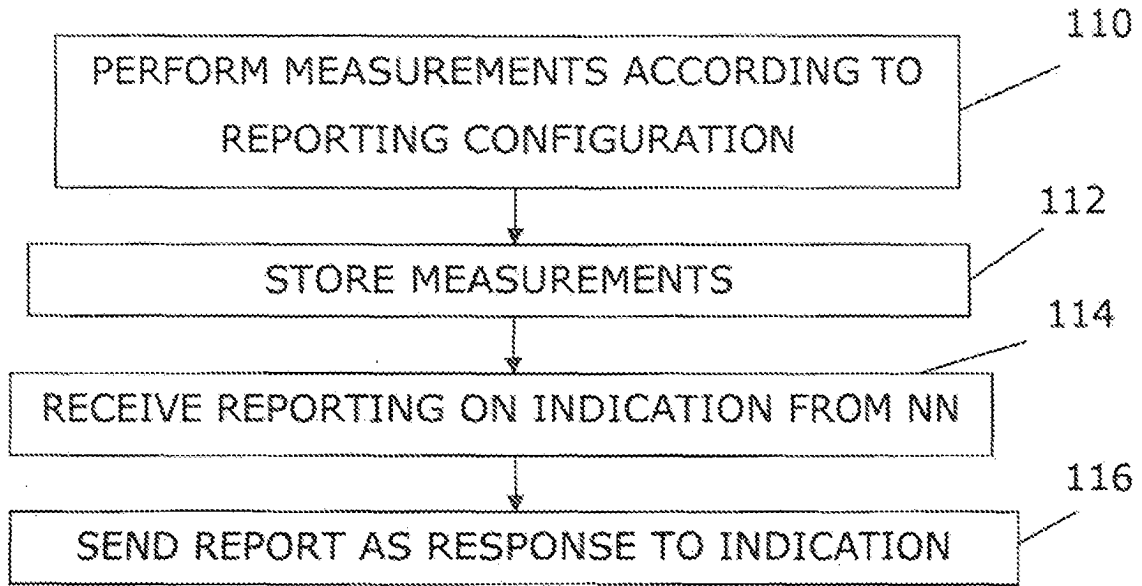 110
PERFORM MEASUREMENTS ACCORDING TO
REPORTING CONFIGURATION
112
STORE MEASUREMENTS
114
RECEIVE REPORTING ON INDICATION FROM NN
116
SEND REPORT AS RESPONSE TO INDICATION